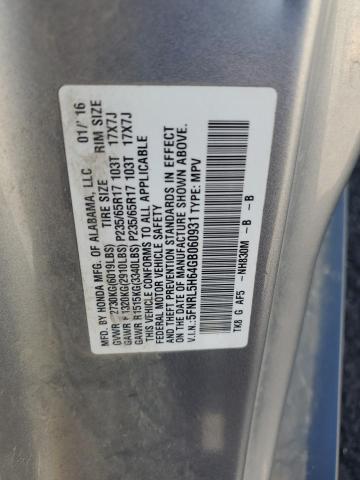 MFD. BY HONDA MFG. OF ALABAMA, LLC 01/'16
TIRE SIZE RIM SIZE
GVWR 2730KG(6019LBS)
GAWR F 1320KG(2910LBS) P235/65R17 103T 17X7J
GAWR R1515KG(3340LBS) P235/65R17 103T 17X7J
THIS VEHICLE CONFORMS TO ALL APPLICABLE
FEDERAL MOTOR VEHICLE SAFETY
AND THEFT PREVENTION STANDARDS IN EFFECT
ON THE DATE OF MANUFACTURE SHOWN ABOVE.
V.I.N.:5FNRL5H64GB060931 TYPE: MPV
TK8 G AF5 -NH830M - B - B